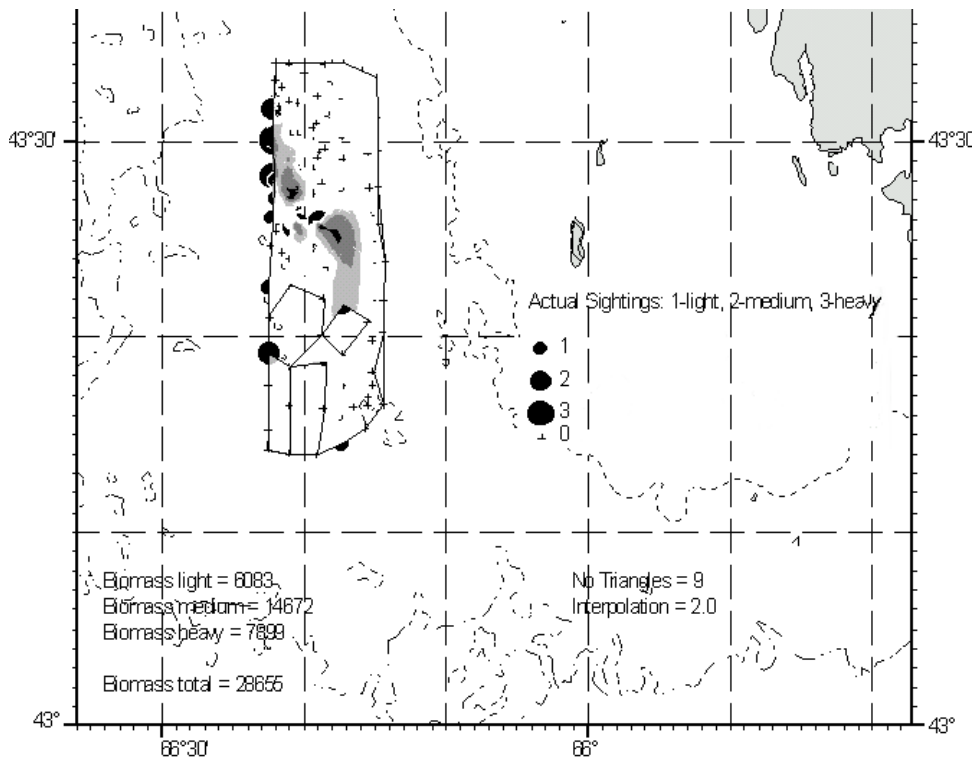 43°30'
43°30'
Actual Sightings: 1-light, 2-medium, 3-heavy
1
2
3
0
Biomass light = 6083
Biomass medium = 14672
Biomass heavy = 7899
Biomass total = 28655
No Triangles = 9
Interpolation = 2.0
43°
43°
66°30'
66°